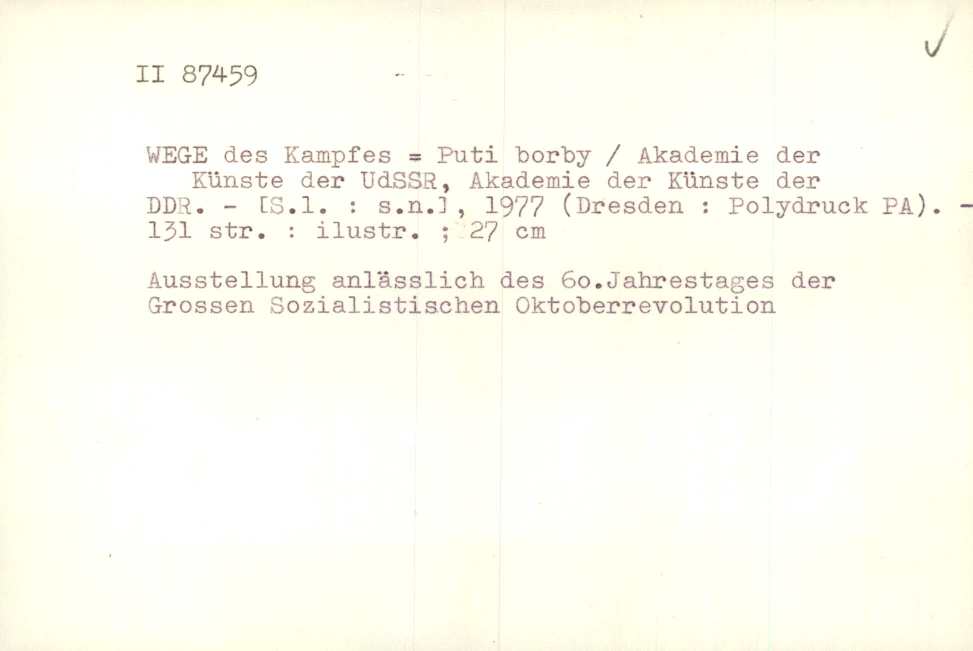 II 87459
WEGE des Kampfes = Puti borby / Akademie der
Künste der UdSSR, Akademie der Künste der
DDR. - [S.l. : s.n.], 1977 (Dresden : Polydruck PA). -
131 str. : ilustr. ; 27 cm
Ausstellung anlässlich des 60.Jahrestages der
Grossen Sozialistischen Oktoberrevolution